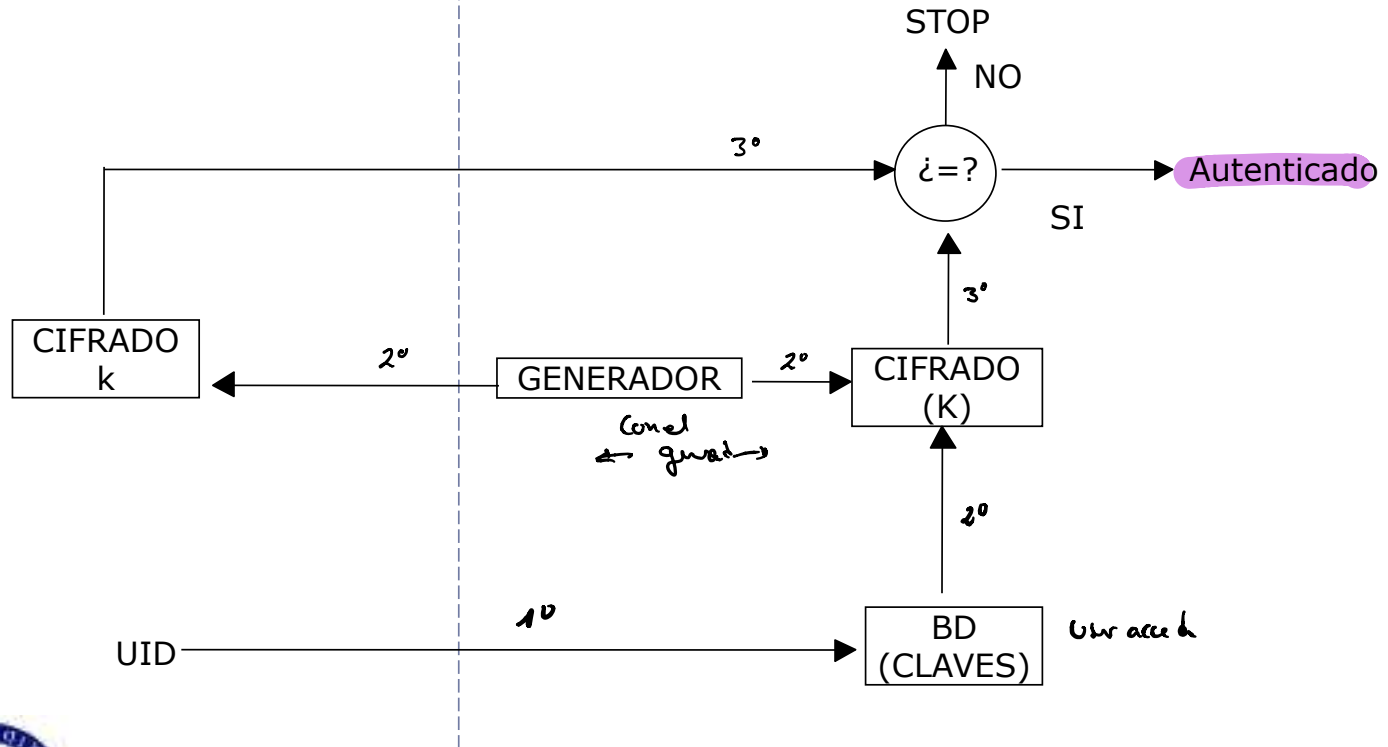 STOP
NO
3º
¿=?
Autenticado
SI
3º
CIFRADO
k
2º
GENERADOR
2º
CIFRADO
(K)
2º
1º
UID
BD
(CLAVES)